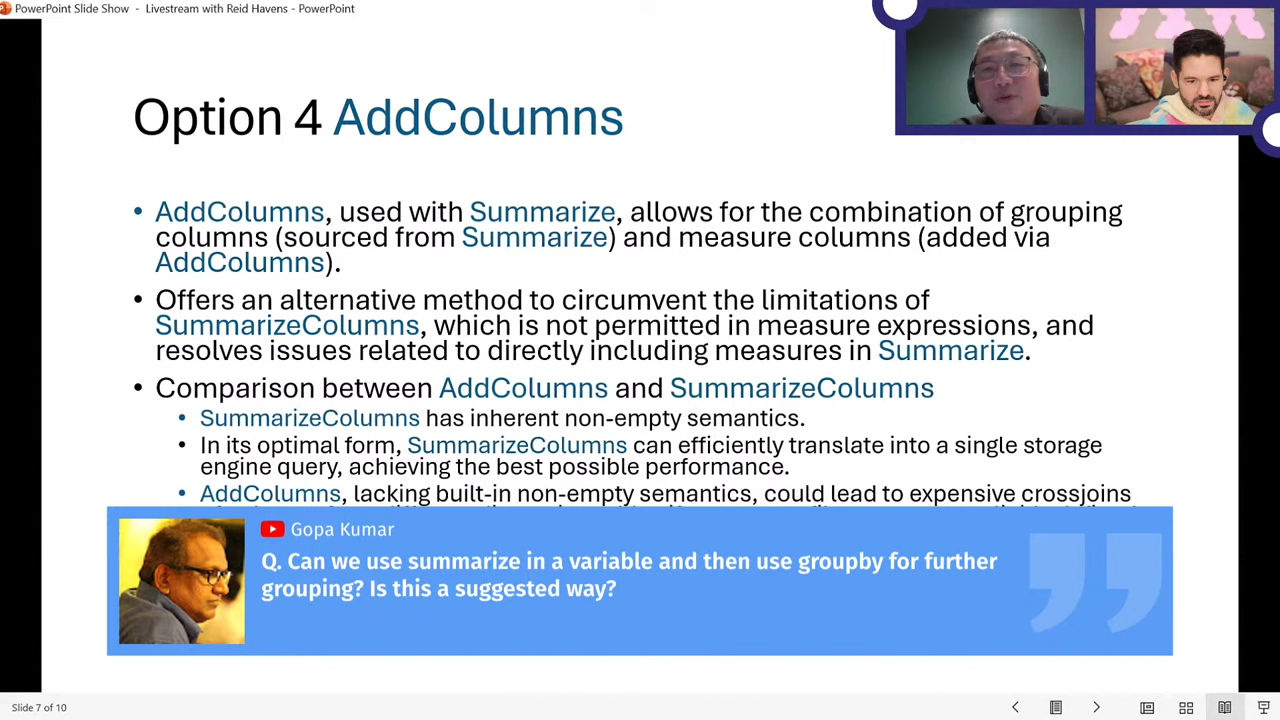 PowerPoint Slide Show - Livestream with Reid Havens - PowerPoint
Option 4 AddColumns
• AddColumns, used with Summarize, allows for the combination of grouping
columns (sourced from Summarize) and measure columns (added via
AddColumns).
• Offers an alternative method to circumvent the limitations of
SummarizeColumns, which is not permitted in measure expressions, and
resolves issues related to directly including measures in Summarize.
• Comparison between AddColumns and SummarizeColumns
• SummarizeColumns has inherent non-empty semantics.
• In its optimal form, SummarizeColumns can efficiently translate into a single storage
engine query, achieving the best possible performance.
• AddColumns, lacking built-in non-empty semantics, could lead to expensive crossjoins
Gopa Kumar
Q. Can we use summarize in a variable and then use groupby for further
grouping? Is this a suggested way?
Slide 7 of 10